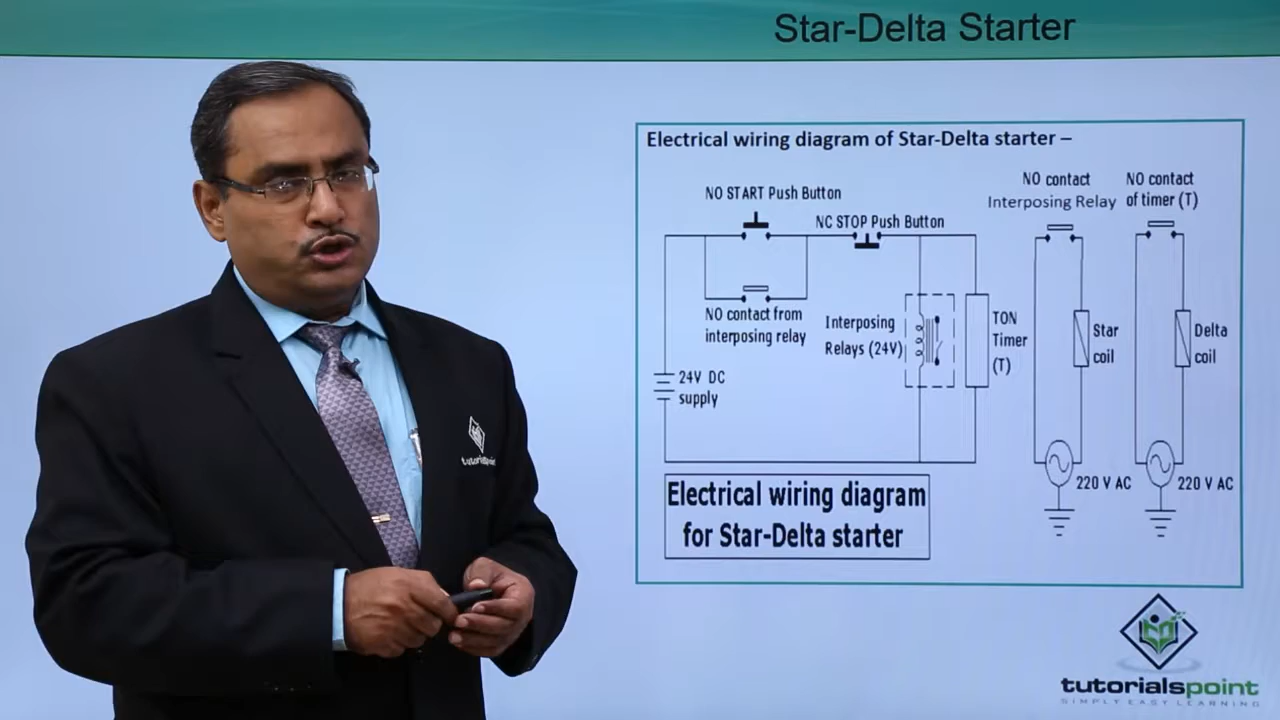 Star-Delta Starter
Electrical wiring diagram of Star-Delta starter –
NO START Push Button
NC STOP Push Button
NO contact
Interposing Relay
NO contact
of timer (T)
NO contact from
interposing relay
Interposing
Relays (24V)
TON
Timer
(T)
Star
coil
Delta
coil
24V DC
supply
220 V AC
220 V AC
Electrical wiring diagram
for Star-Delta starter
tutorialspoint
tutorialspoint
SIMPLY EASY LEARNING